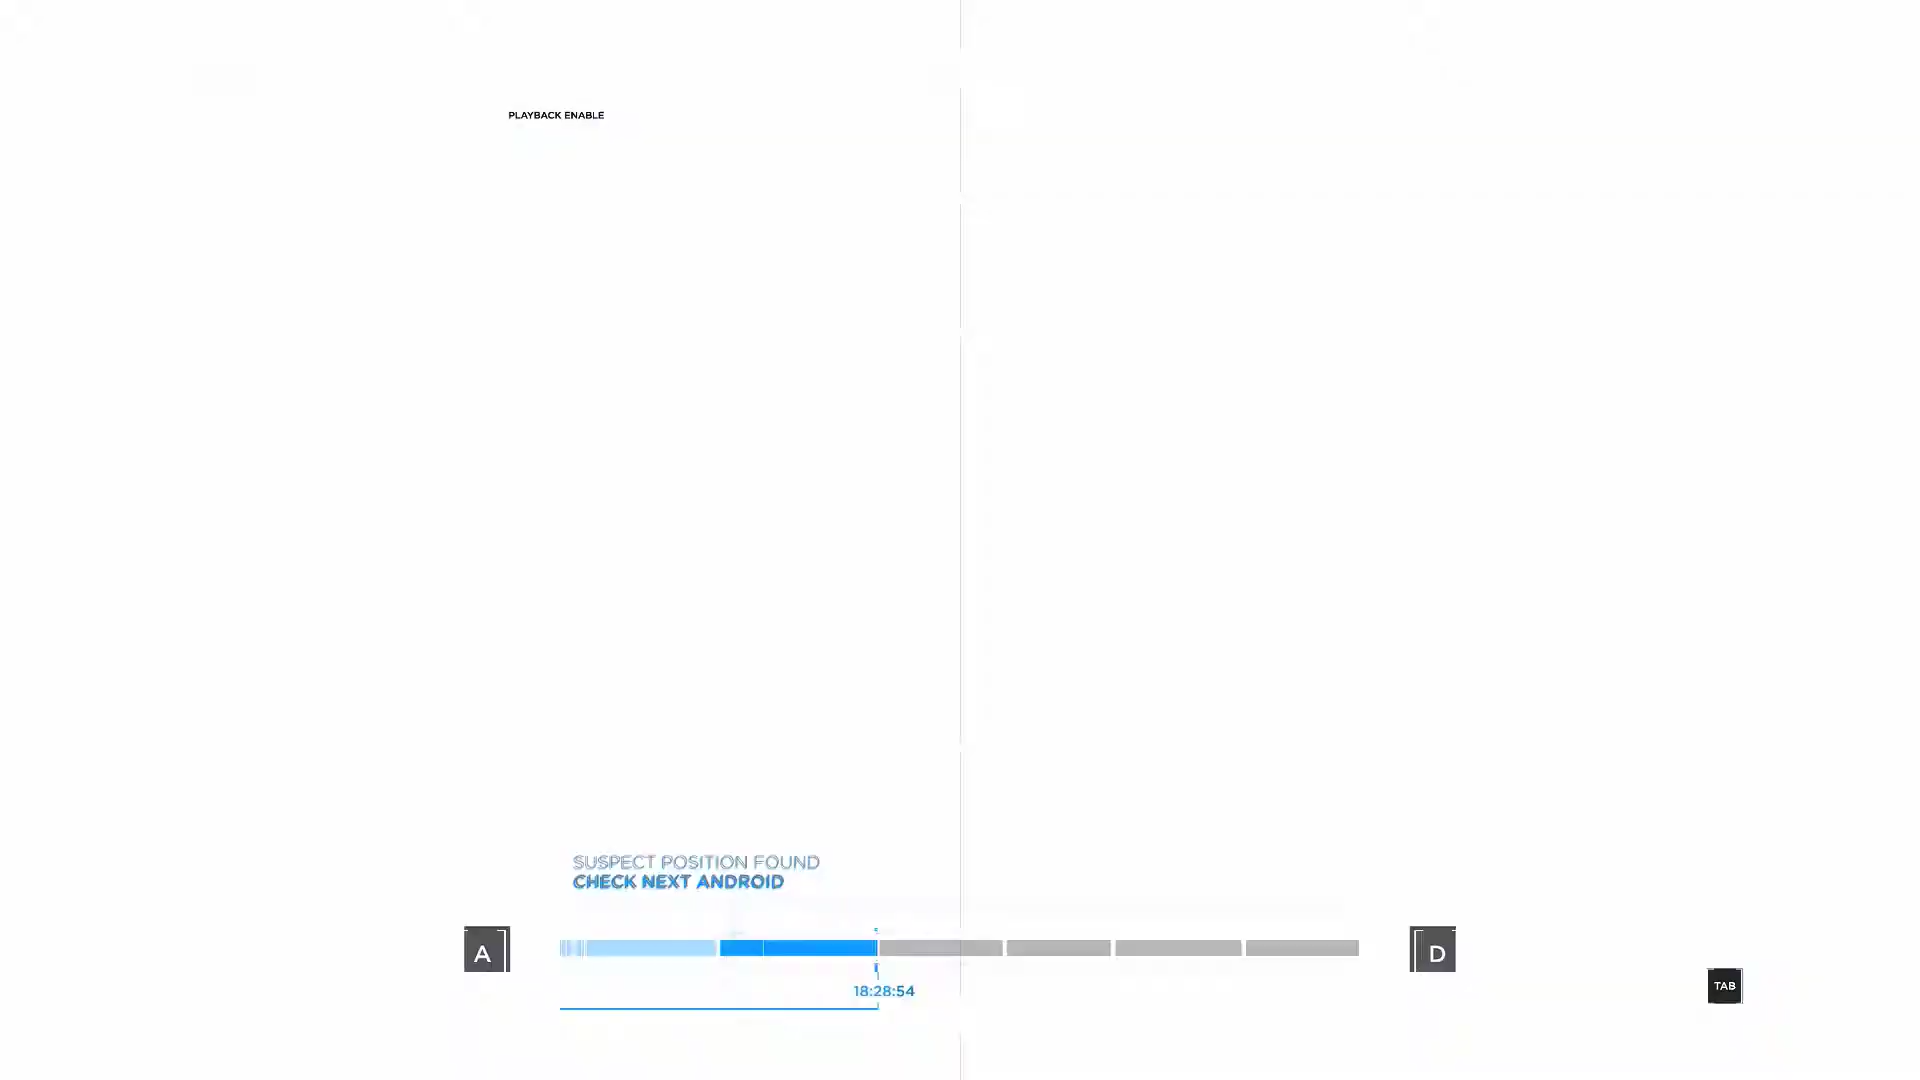 PLAYBACK ENABLE
SUSPECT POSITION FOUND
CHECK NEXT ANDROID
A
D
18:28:54
TAB